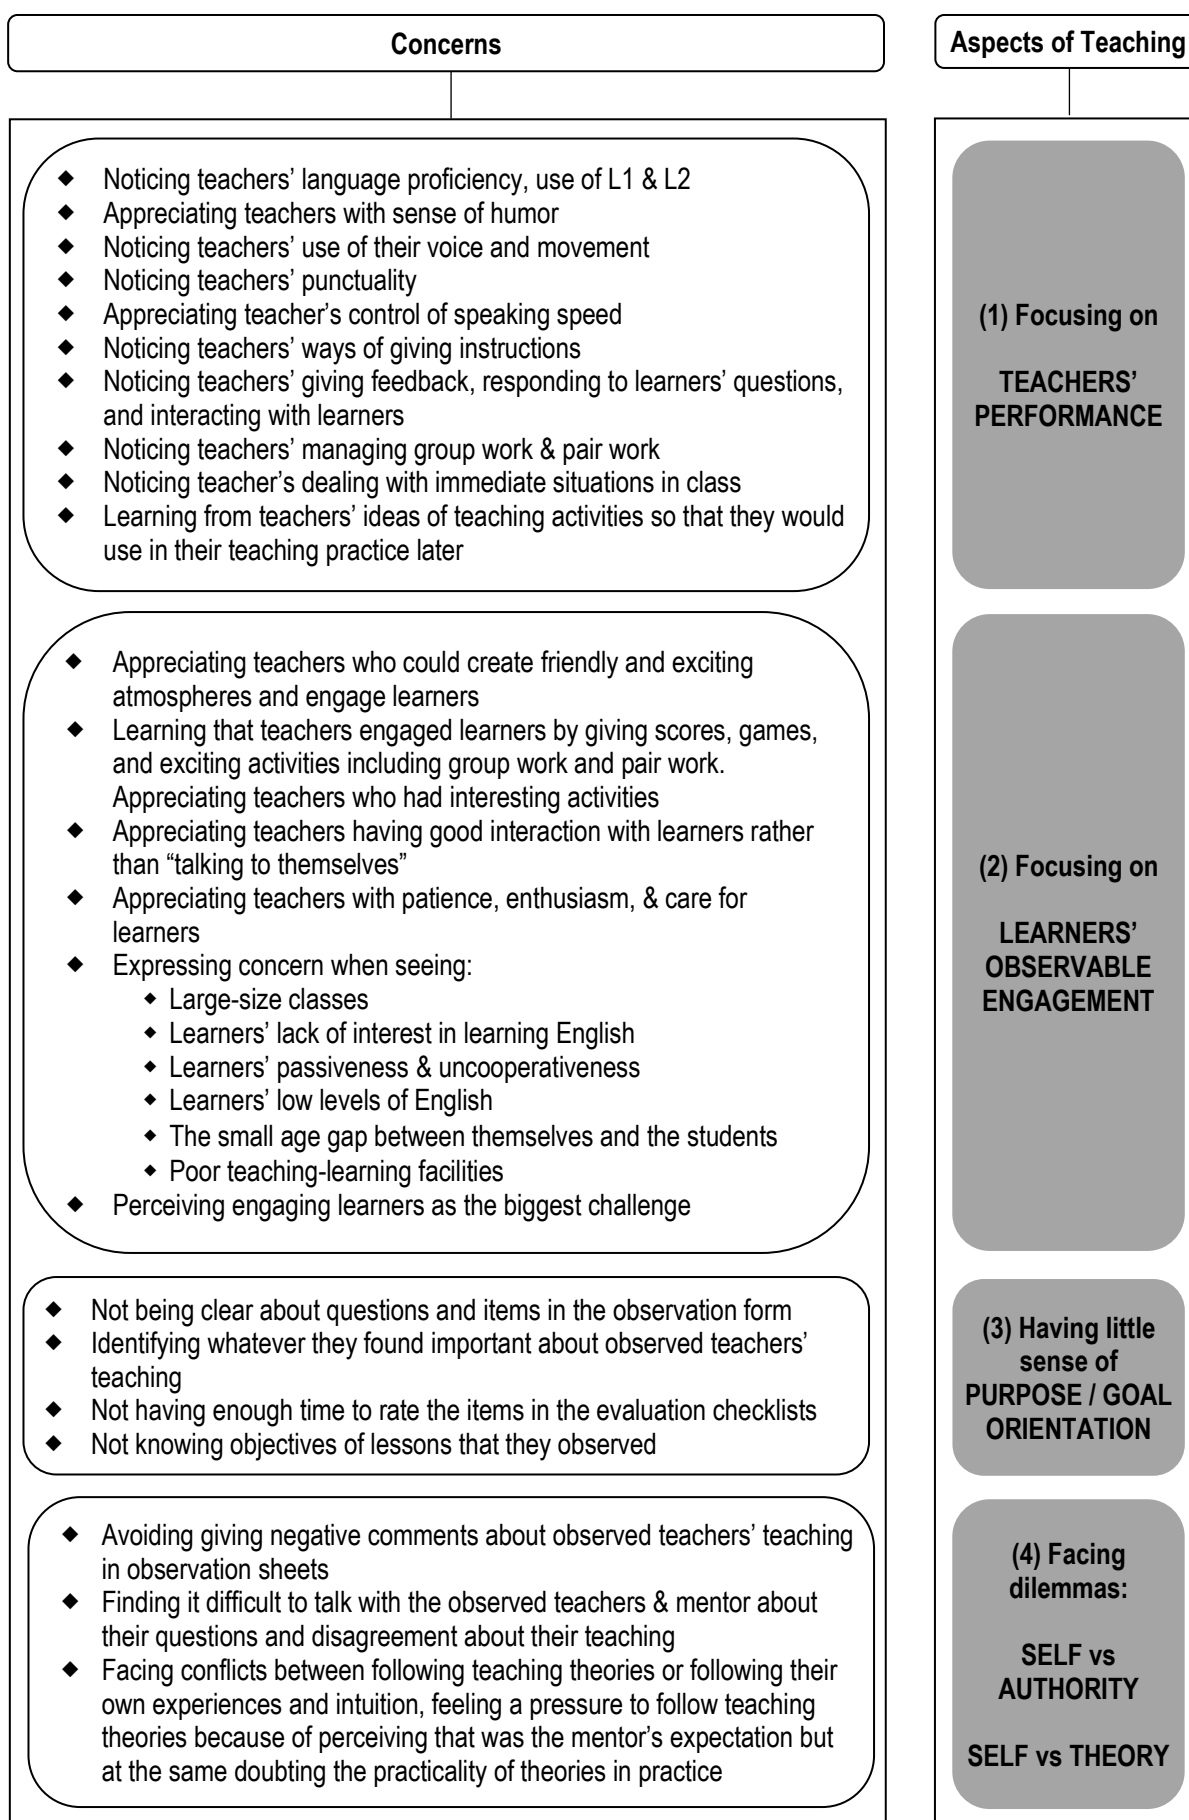 Concerns
Aspects of Teaching
◆ Noticing teachers’ language proficiency, use of L1 & L2
◆ Appreciating teachers with sense of humor
◆ Noticing teachers’ use of their voice and movement
◆ Noticing teachers’ punctuality
◆ Appreciating teacher’s control of speaking speed
◆ Noticing teachers’ ways of giving instructions
◆ Noticing teachers’ giving feedback, responding to learners’ questions,
and interacting with learners
◆ Noticing teachers’ managing group work & pair work
◆ Noticing teacher’s dealing with immediate situations in class
◆ Learning from teachers’ ideas of teaching activities so that they would
use in their teaching practice later
(1) Focusing on
TEACHERS’
PERFORMANCE
◆ Appreciating teachers who could create friendly and exciting
atmospheres and engage learners
◆ Learning that teachers engaged learners by giving scores, games,
and exciting activities including group work and pair work.
Appreciating teachers who had interesting activities
◆ Appreciating teachers having good interaction with learners rather
than “talking to themselves”
◆ Appreciating teachers with patience, enthusiasm, & care for
learners
◆ Expressing concern when seeing:
◆ Large-size classes
◆ Learners’ lack of interest in learning English
◆ Learners’ passiveness & uncooperativeness
◆ Learners’ low levels of English
◆ The small age gap between themselves and the students
◆ Poor teaching-learning facilities
◆ Perceiving engaging learners as the biggest challenge
(2) Focusing on
LEARNERS’
OBSERVABLE
ENGAGEMENT
◆ Not being clear about questions and items in the observation form
◆ Identifying whatever they found important about observed teachers’
teaching
◆ Not having enough time to rate the items in the evaluation checklists
◆ Not knowing objectives of lessons that they observed
(3) Having little
sense of
PURPOSE / GOAL
ORIENTATION
◆ Avoiding giving negative comments about observed teachers’ teaching
in observation sheets
◆ Finding it difficult to talk with the observed teachers & mentor about
their questions and disagreement about their teaching
◆ Facing conflicts between following teaching theories or following their
own experiences and intuition, feeling a pressure to follow teaching
theories because of perceiving that was the mentor’s expectation but
at the same doubting the practicality of theories in practice
(4) Facing
dilemmas:
SELF vs
AUTHORITY
SELF vs THEORY